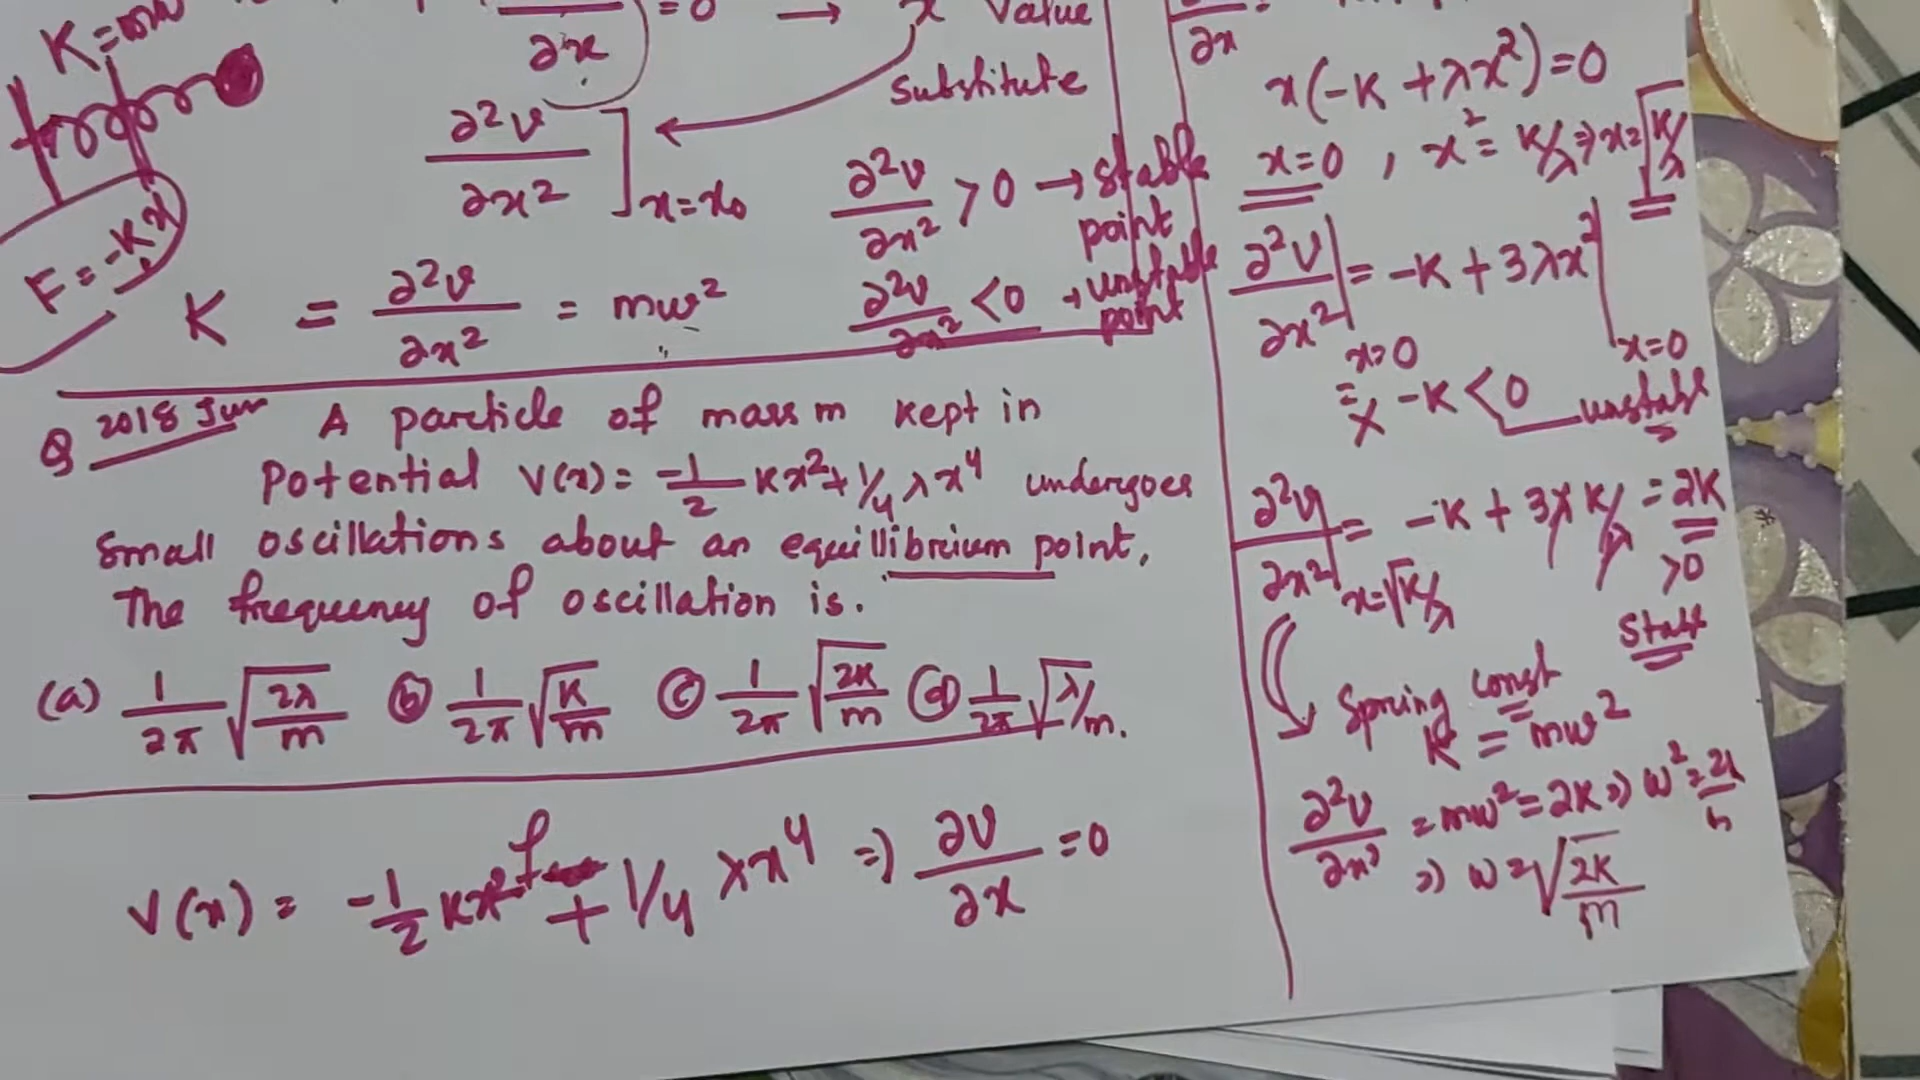 K = mω
∂x
= 0 → x value
substitute
∂²v
∂x² ]x=x₀
∂²v
∂x² > 0 → stable
point
F = -Kx
K = ∂²v
∂x² = mω²
∂²v
∂x² < 0 → unstable
point
Q 2018 Jun A particle of mass m kept in
potential V(x) = -1/2 Kx² + 1/4 λx⁴ undergoes
small oscillations about an equillibrium point,
The frequency of oscillation is.
(a) 1/2π √(2λ/m) (b) 1/2π √(K/m) (c) 1/2π √(2K/m) (d) 1/2π √(λ/m).
V(x) = -1/2 Kx² + 1/4 λx⁴ ⇒ ∂V/∂x = 0
∂x
x(-K + λx²) = 0
x = 0 , x² = K/λ ⇒ x = √(K/λ)
∂²V/∂x² | x=0 = -K + 3λx² | x=0
= -K < 0 unstable
∂²V/∂x² | x=√K/λ = -K + 3λ K/λ = 2K
> 0
Stab
Spring const
K = mω²
∂²V/∂x² = mω² = 2K ⇒ ω² = 2K
⇒ ω = √(2K/m)